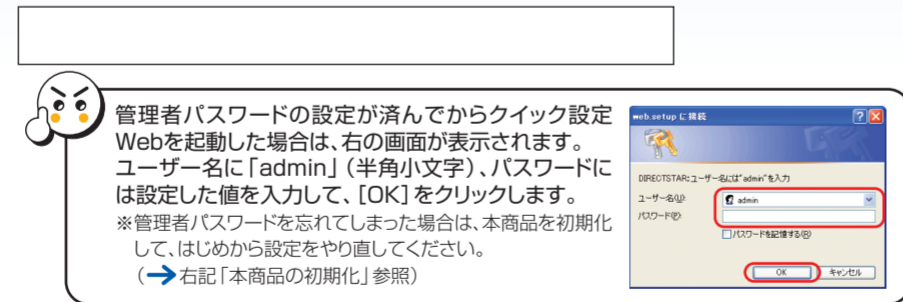 管理者パスワードの設定が済んでからクイック設定
Webを起動した場合は、右の画面が表示されます。
ユーザー名に「admin」(半角小文字)、パスワードに
は設定した値を入力して、[OK]をクリックします。
※管理者パスワードを忘れてしまった場合は、本商品を初期化
して、はじめから設定をやり直してください。
(➔右記「本商品の初期化」参照)
web.setup に接続
DIRECTSTAR:ユーザー名には"admin"を入力
ユーザー名(U):
admin
パスワード(P):
パスワードを記憶する(R)
OK
キャンセル